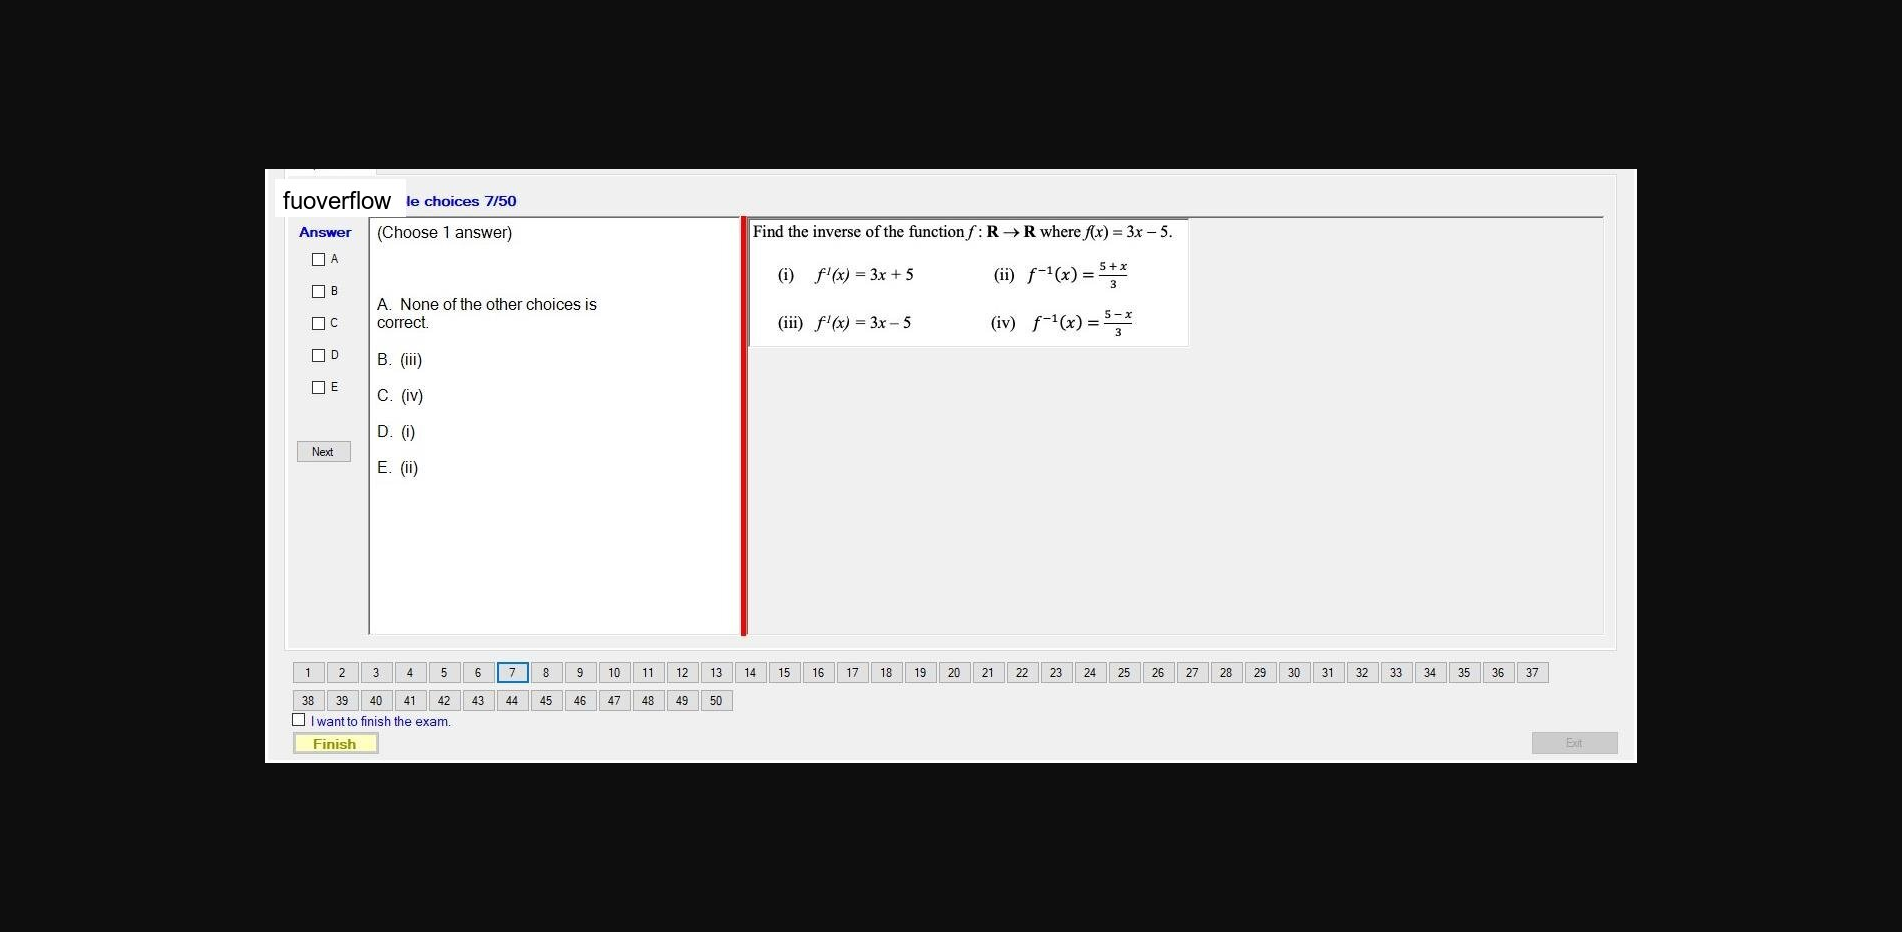 fuoverflow le choices 7/50
Answer
A
B
C
D
E
Next
(Choose 1 answer)
A. None of the other choices is
correct.
B. (iii)
C. (iv)
D. (i)
E. (ii)
Find the inverse of the function f : R → R where f(x) = 3x – 5.
(i) f⁻¹(x) = 3x + 5 (ii) f⁻¹(x) = (5 + x)/3
(iii) f⁻¹(x) = 3x – 5 (iv) f⁻¹(x) = (5 − x)/3
1 2 3 4 5 6 7 8 9 10 11 12 13 14 15 16 17 18 19 20 21 22 23 24 25 26 27 28 29 30 31 32 33 34 35 36 37
38 39 40 41 42 43 44 45 46 47 48 49 50
I want to finish the exam.
Finish
Exit